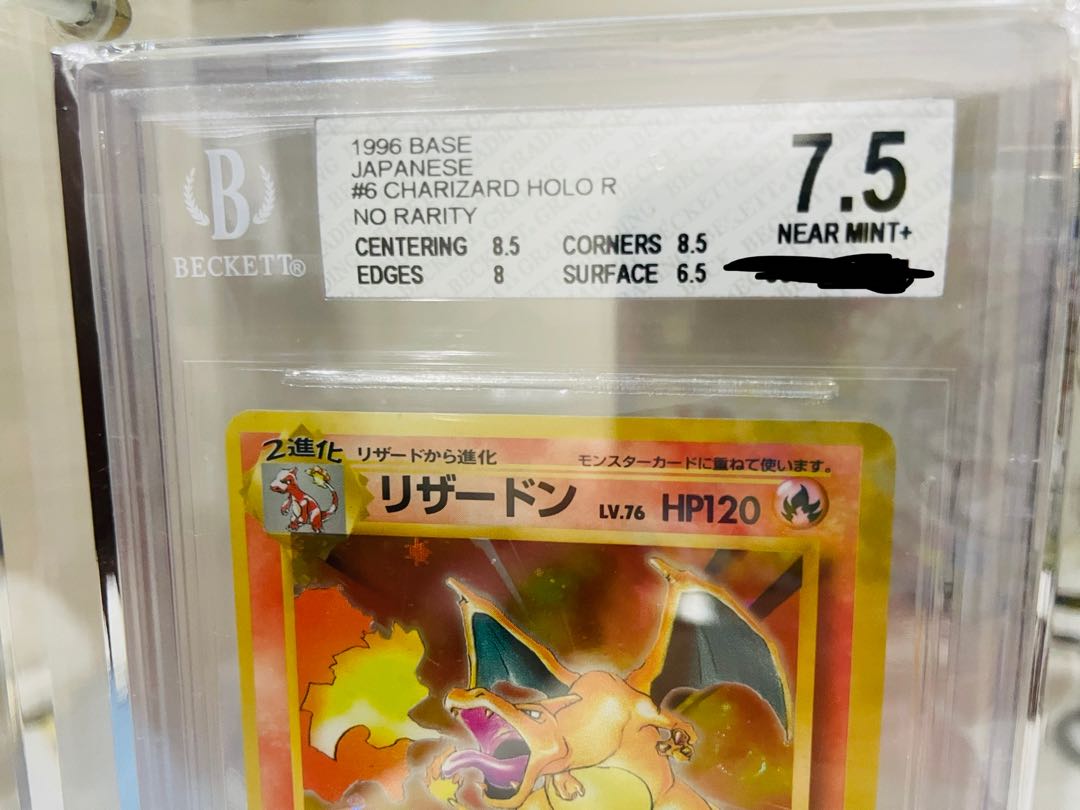 1996 BASE
JAPANESE
#6 CHARIZARD HOLO R
NO RARITY
CENTERING 8.5 CORNERS 8.5
EDGES 8 SURFACE 6.5
7.5
NEAR MINT+
B
BECKETT®
2進化 リザードから進化 モンスターカードに重ねて使います。
リザードン LV.76 HP120